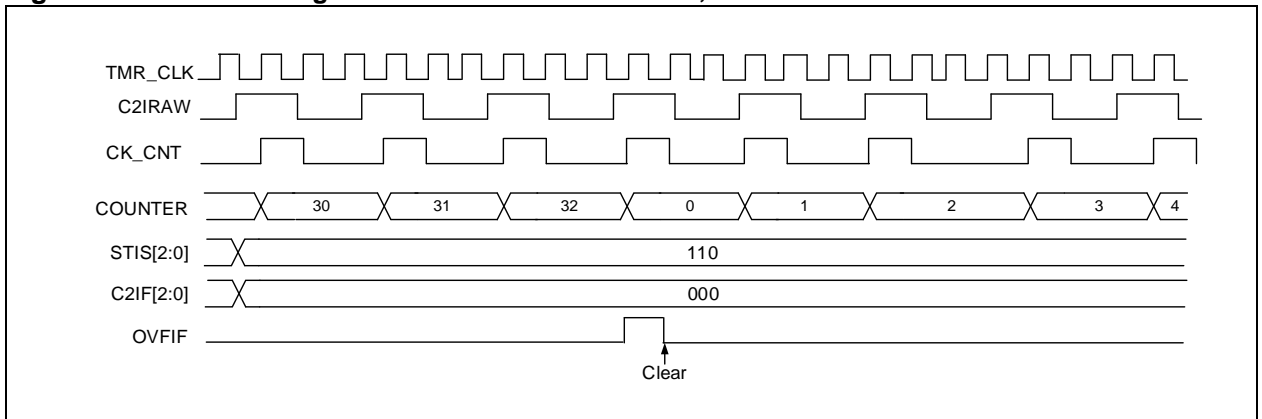 TMR_CLK
C2IRAW
CK_CNT
COUNTER 30 31 32 0 1 2 3 4
STIS[2:0] 110
C2IF[2:0] 000
OVFIF
Clear